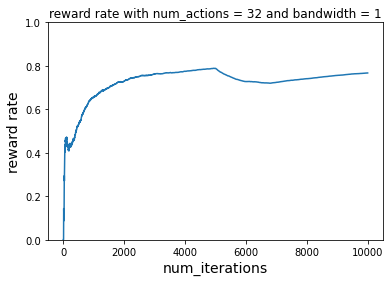 reward rate with num_actions = 32 and bandwidth = 1
1.0
0.8
0.6
0.4
0.2
0.0
reward rate
0 2000 4000 6000 8000 10000
num_iterations